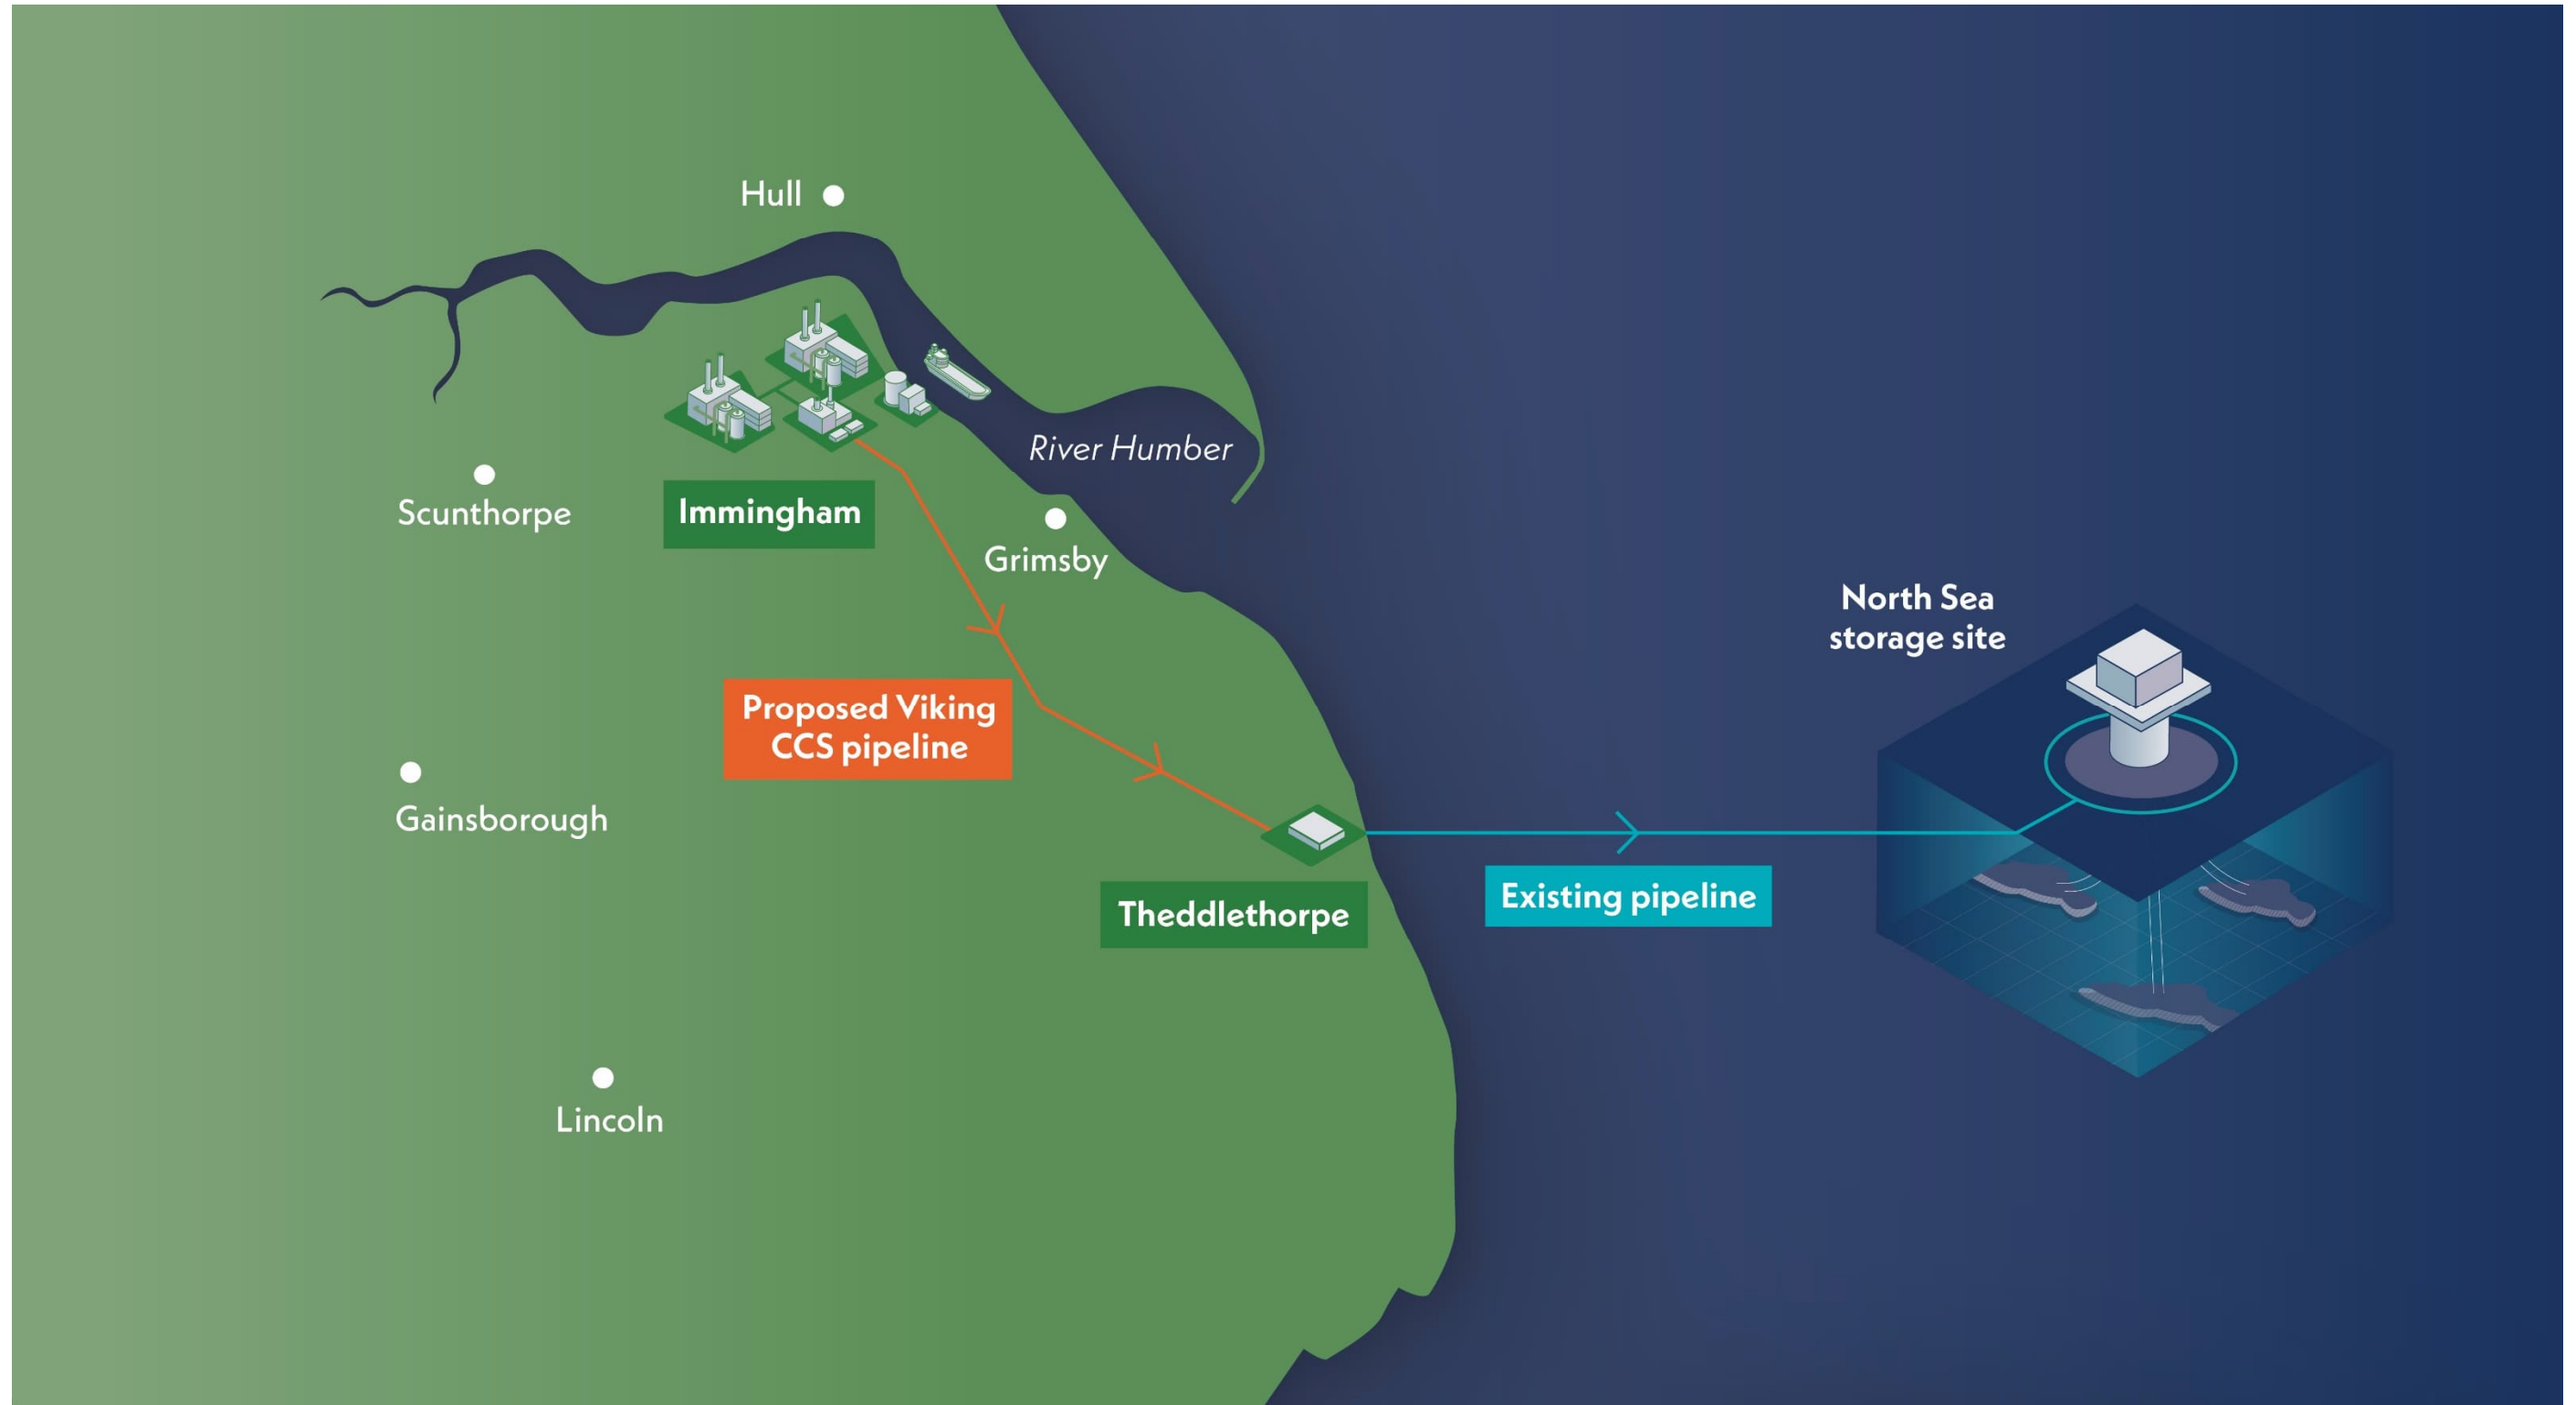 Hull
River Humber
Scunthorpe
Immingham
Grimsby
North Sea
storage site
Proposed Viking
CCS pipeline
Gainsborough
Existing pipeline
Theddlethorpe
Lincoln